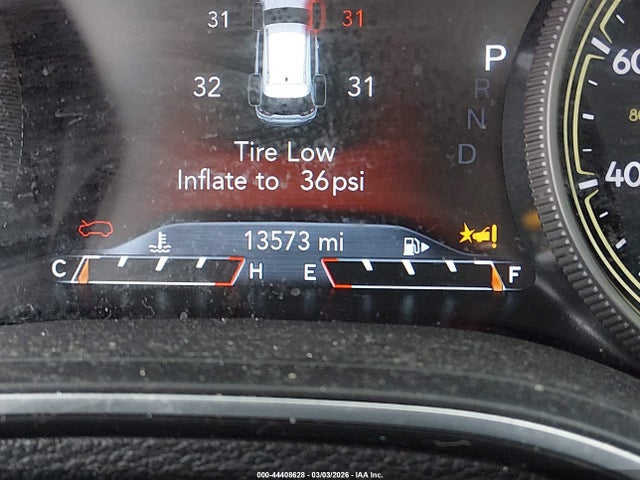 31 31
32 31
Tire Low
Inflate to 36psi
P
R
N
D
13573 mi
C H E F
60
80
40
000-44408628 - 03/03/2026 - IAA Inc.